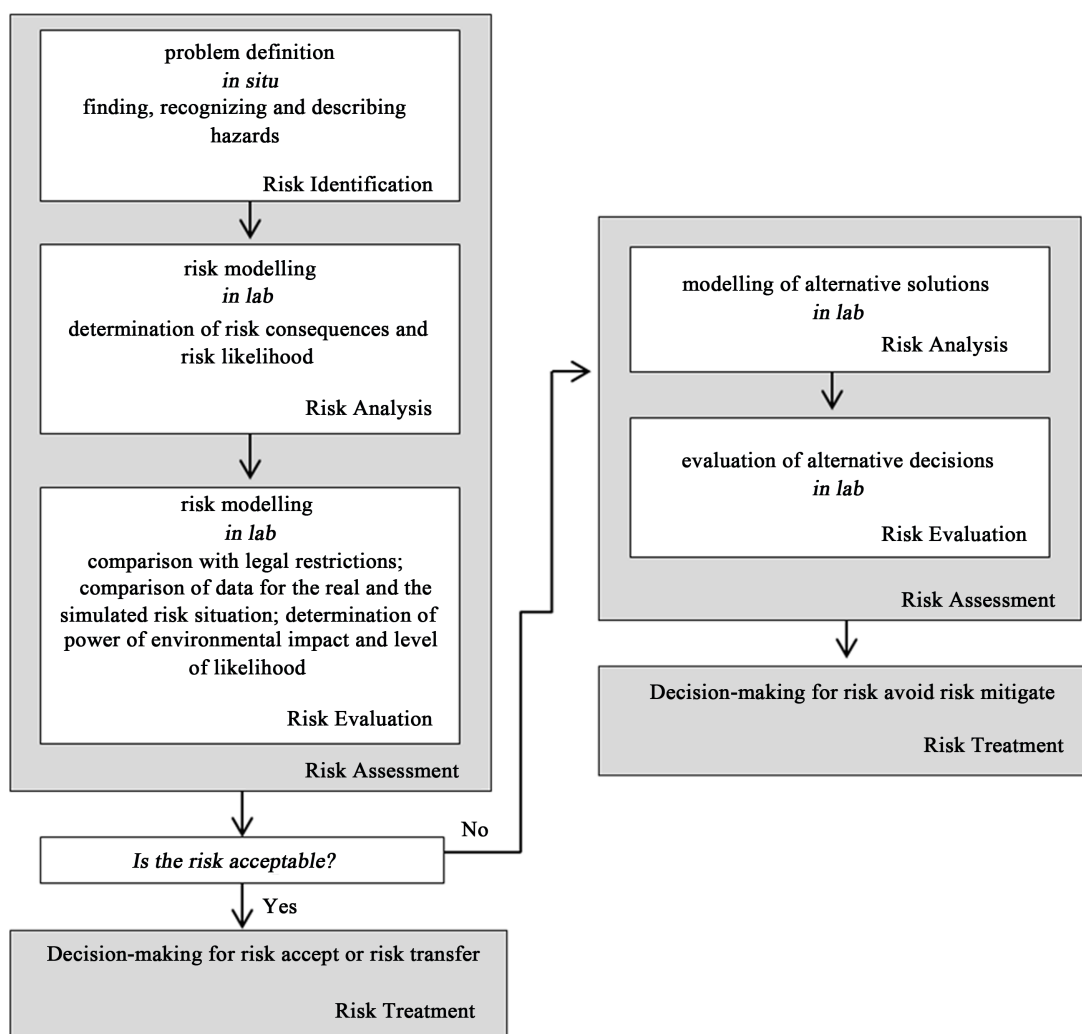 problem definition
in situ
finding, recognizing and describing
hazards
Risk Identification
risk modelling
in lab
determination of risk consequences and
risk likelihood
Risk Analysis
risk modelling
in lab
comparison with legal restrictions;
comparison of data for the real and the
simulated risk situation; determination of
power of environmental impact and level
of likelihood
Risk Evaluation
Risk Assessment
Is the risk acceptable?
No
Yes
Decision-making for risk accept or risk transfer
Risk Treatment
modelling of alternative solutions
in lab
Risk Analysis
evaluation of alternative decisions
in lab
Risk Evaluation
Risk Assessment
Decision-making for risk avoid risk mitigate
Risk Treatment